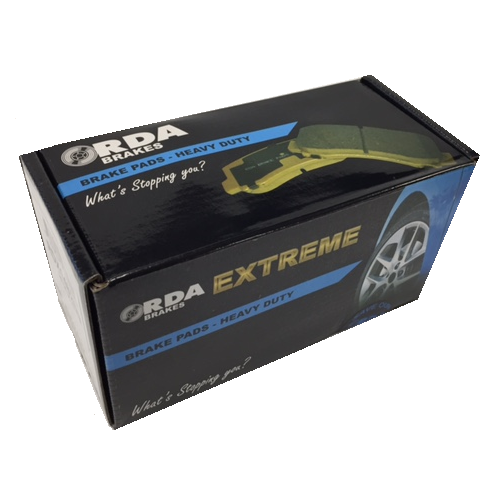 RDA
BRAKES
BRAKE PADS - HEAVY DUTY
What's Stopping you?
RDA
BRAKES
EXTREME
BRAKE PADS - HEAVY DUTY
What's Stopping you?